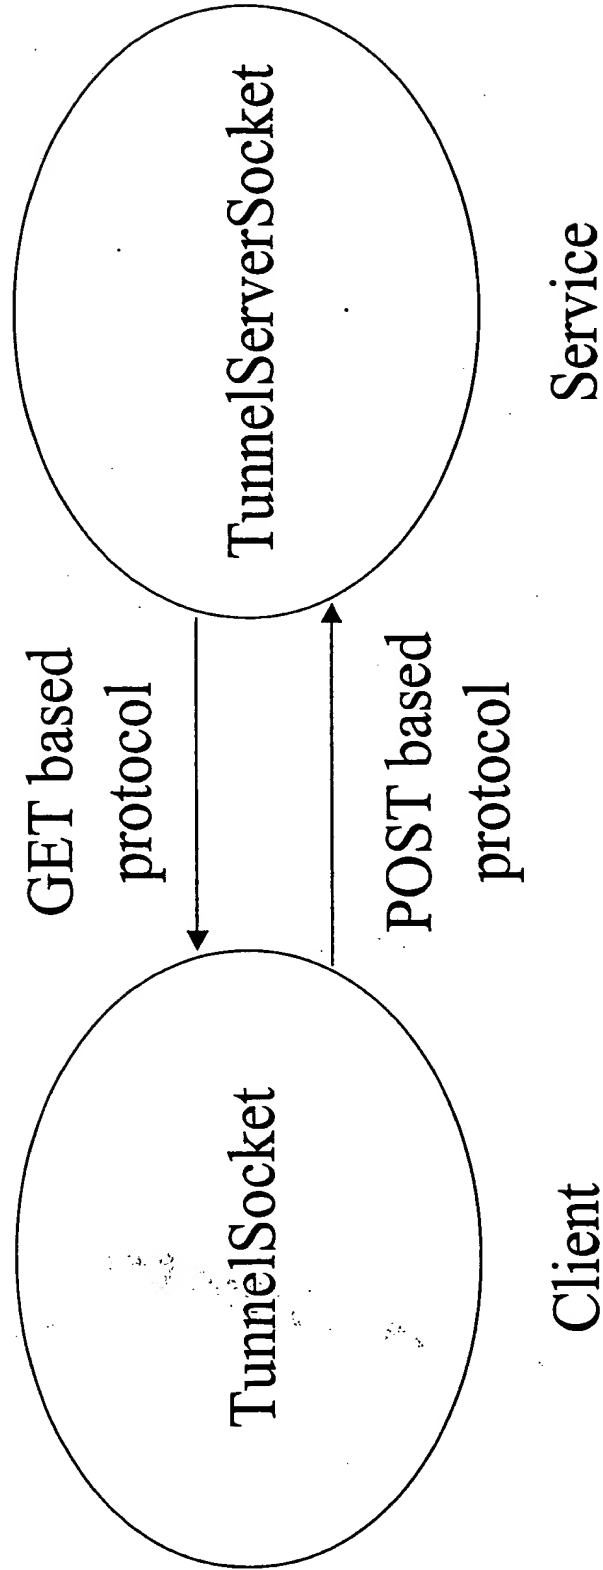 GET based
protocol
TunnelSocket
TunnelServerSocket
POST based
protocol
Client
Service